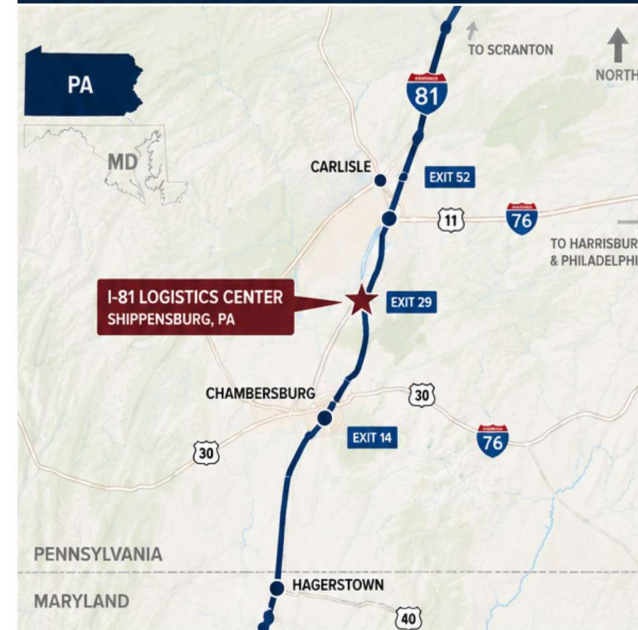 TO SCRANTON
NORTH
PA
81
MD
CARLISLE
EXIT 52
11
76
TO HARRISBUR
& PHILADELPHI
I-81 LOGISTICS CENTER
SHIPPENSBURG, PA
EXIT 29
CHAMBERSBURG
30
EXIT 14
76
30
PENNSYLVANIA
HAGERSTOWN
MARYLAND
40